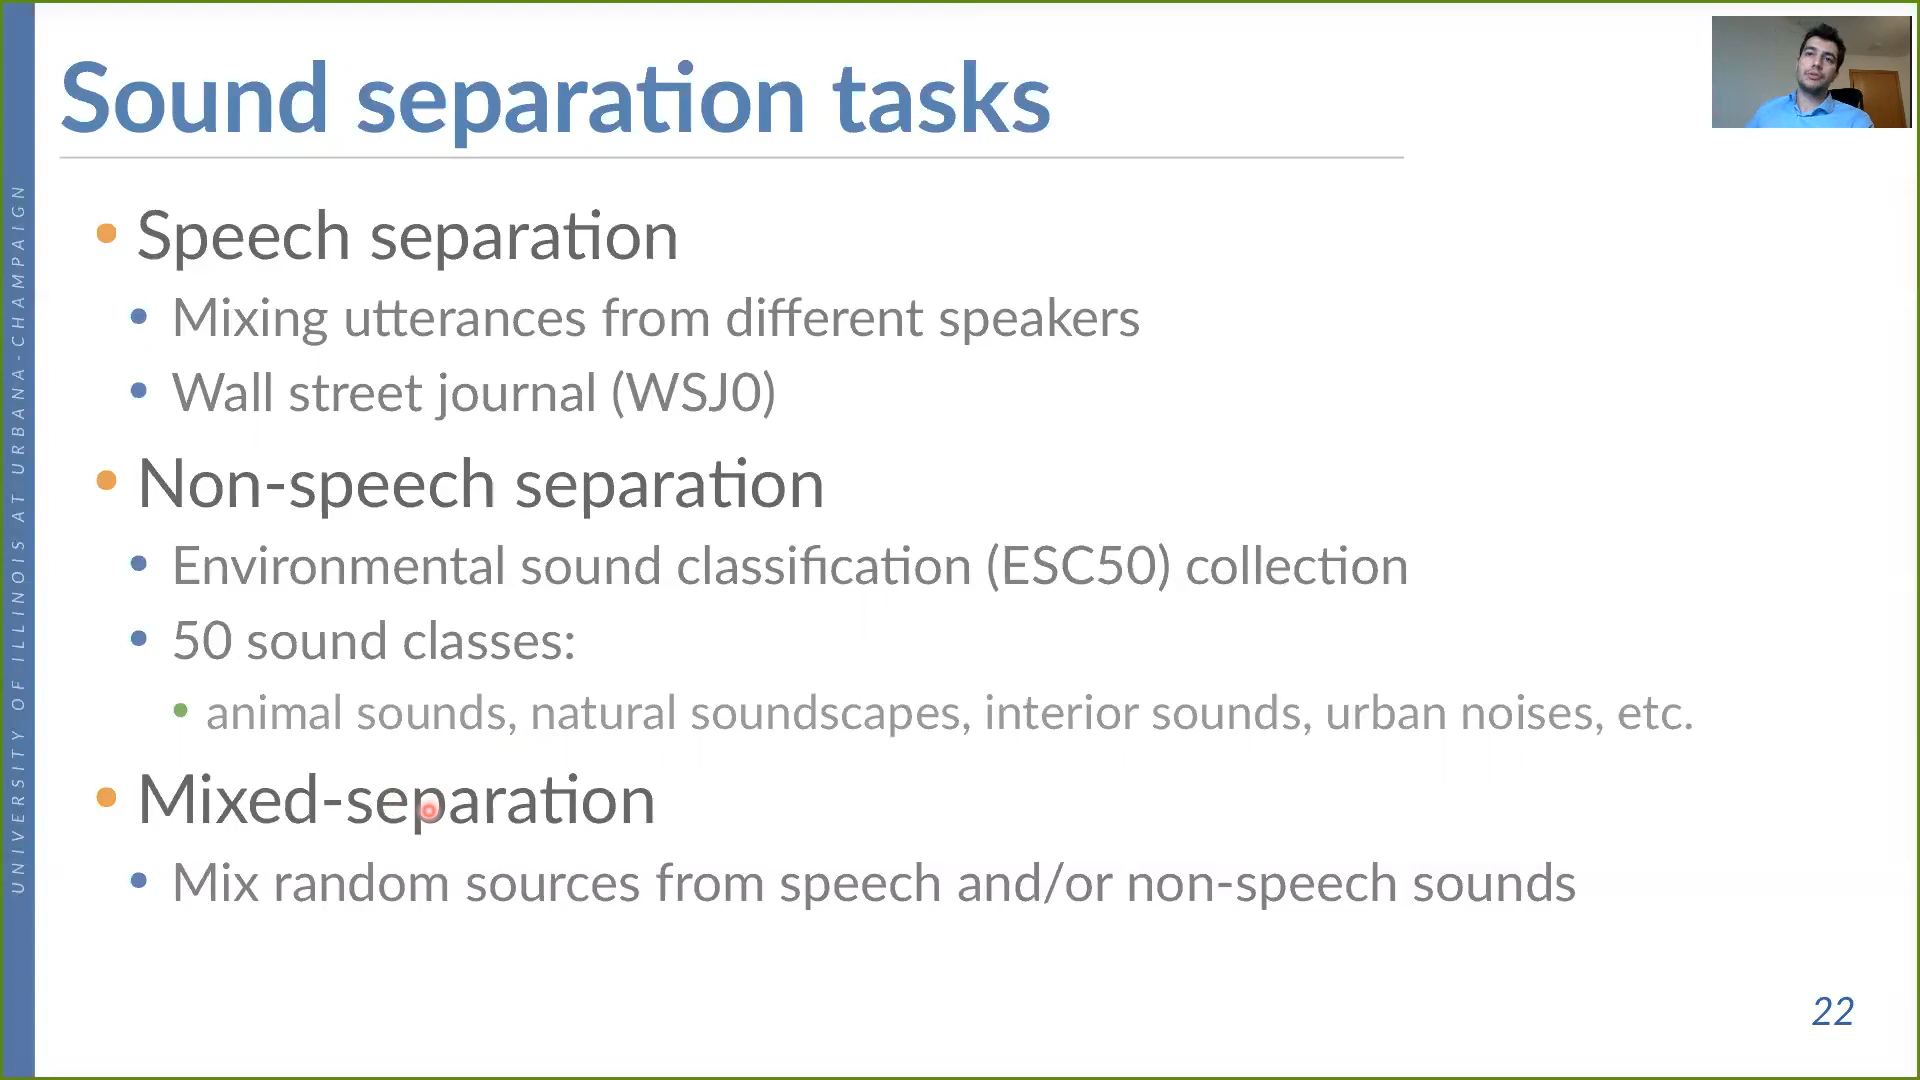 Sound separation tasks
Speech separation
Mixing utterances from different speakers
Wall street journal (WSJ0)
Non-speech separation
Environmental sound classification (ESC50) collection
50 sound classes:
animal sounds, natural soundscapes, interior sounds, urban noises, etc.
Mixed-separation
Mix random sources from speech and/or non-speech sounds
22
UNIVERSITY OF ILLINOIS AT URBANA-CHAMPAIGN